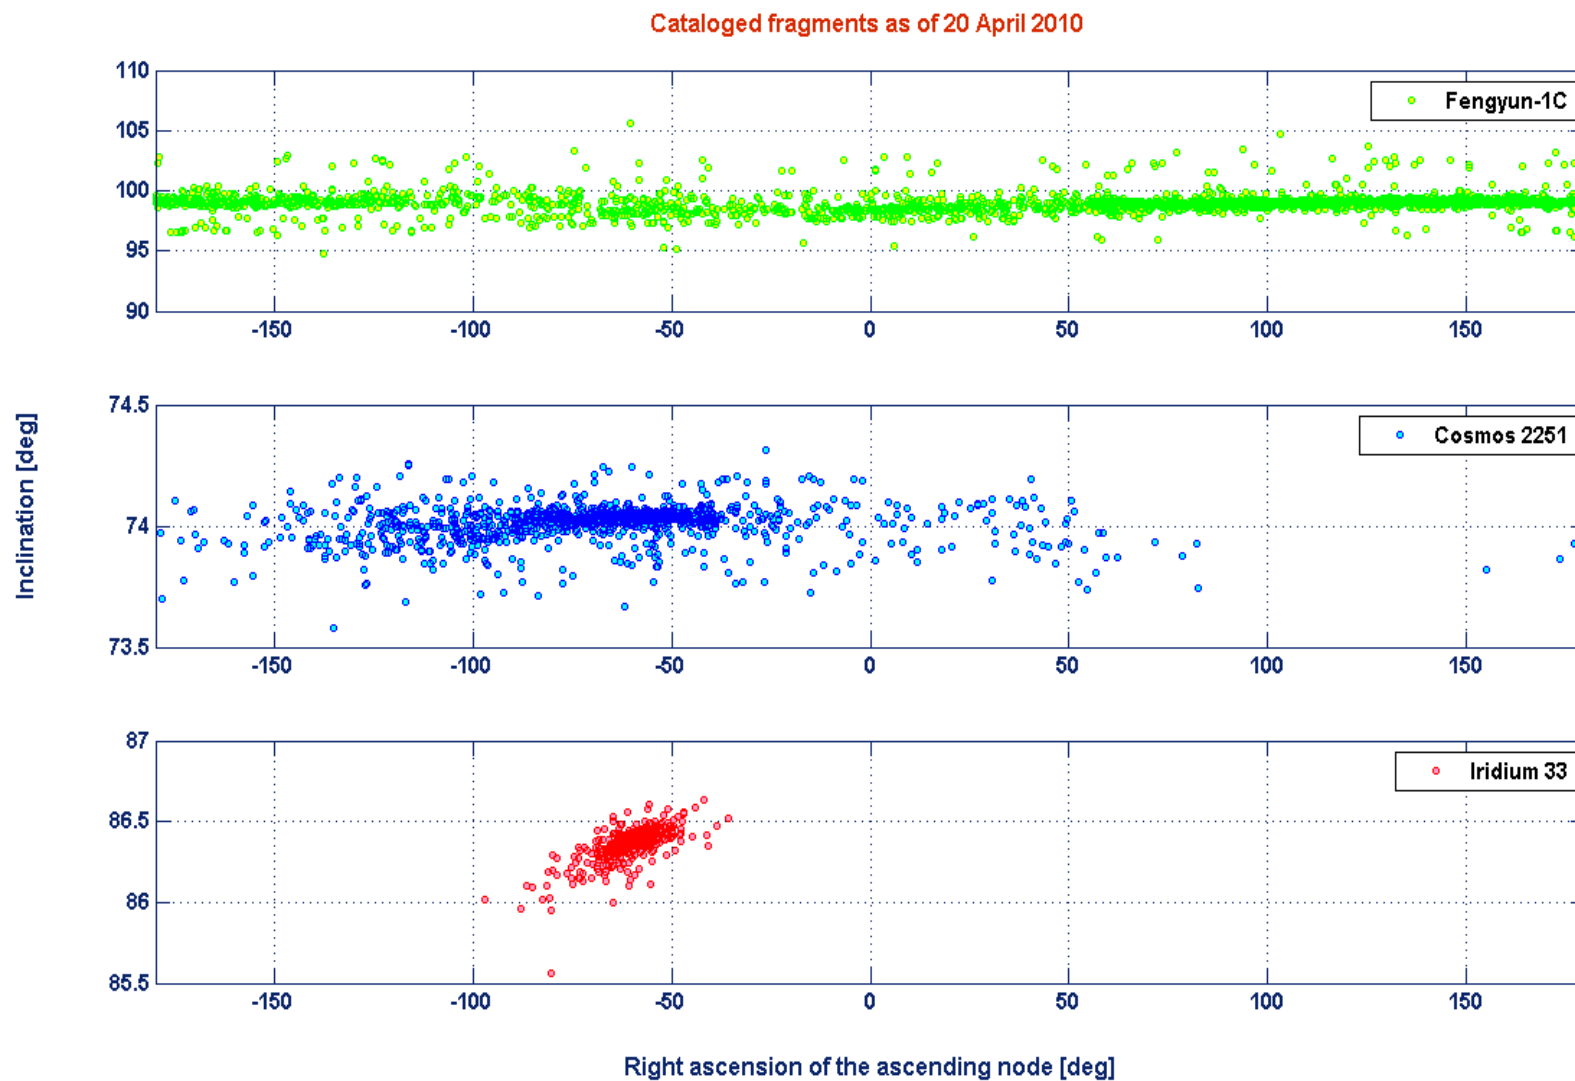 Cataloged fragments as of 20 April 2010
110
105
100
95
90
Fengyun-1C
-150 -100 -50 0 50 100 150
74.5
74
73.5
Cosmos 2251
-150 -100 -50 0 50 100 150
Inclination [deg]
87
86.5
86
85.5
Iridium 33
-150 -100 -50 0 50 100 150
Right ascension of the ascending node [deg]